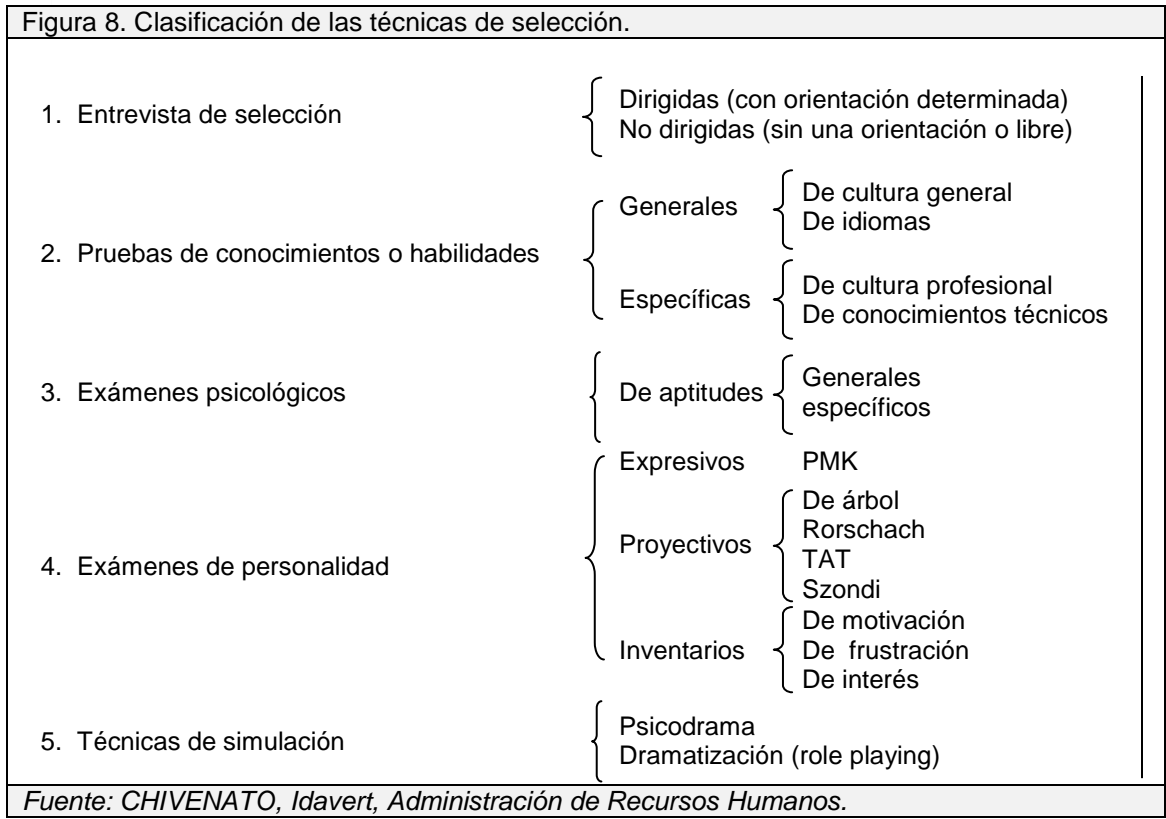 Figura 8. Clasificación de las técnicas de selección.
1. Entrevista de selección
Dirigidas (con orientación determinada)
No dirigidas (sin una orientación o libre)
2. Pruebas de conocimientos o habilidades
Generales
De cultura general
De idiomas
Específicas
De cultura profesional
De conocimientos técnicos
3. Exámenes psicológicos
De aptitudes
Generales
específicos
4. Exámenes de personalidad
Expresivos PMK
Proyectivos
De árbol
Rorschach
TAT
Szondi
Inventarios
De motivación
De frustración
De interés
5. Técnicas de simulación
Psicodrama
Dramatización (role playing)
Fuente: CHIVENATO, Idavert, Administración de Recursos Humanos.